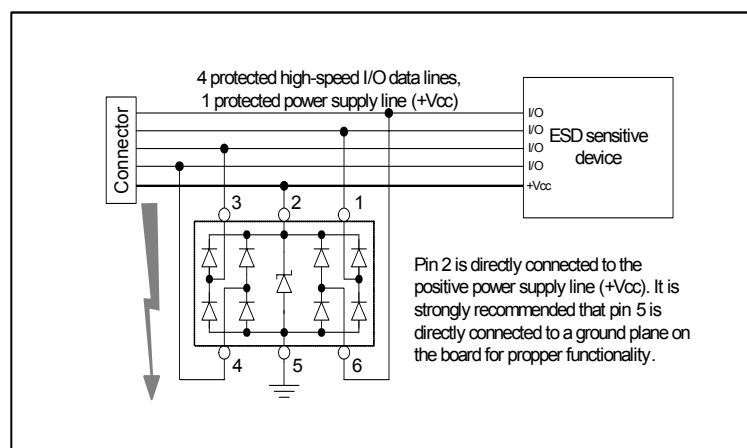 4 protected high-speed I/O data lines,
1 protected power supply line (+Vcc)
Connector
I/O
I/O
I/O
I/O
+Vcc
ESD sensitive
device
3
2
1
4
5
6
Pin 2 is directly connected to the
positive power supply line (+Vcc). It is
strongly recommended that pin 5 is
directly connected to a ground plane on
the board for propper functionality.